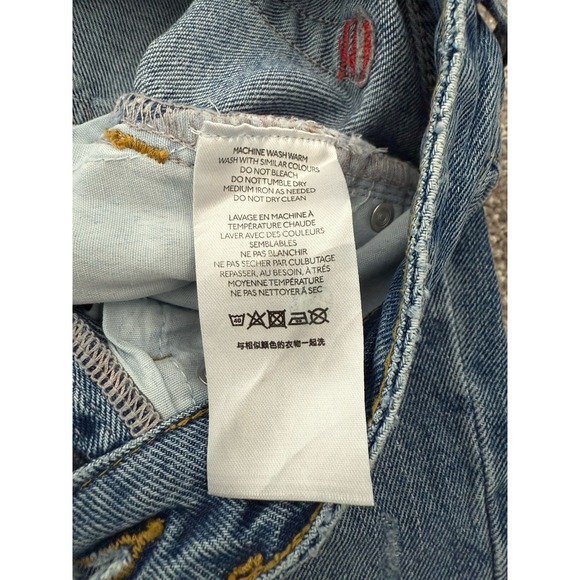 MACHINE WASH WARM
WASH WITH SIMILAR COLOURS
DO NOT BLEACH
DO NOT TUMBLE DRY
MEDIUM IRON AS NEEDED
DO NOT DRY CLEAN
LAVAGE EN MACHINE À
TEMPÉRATURE CHAUDE
LAVER AVEC DES COULEURS
SEMBLABLES
NE PAS BLANCHIR
NE PAS SECHER PAR CULBUTAGE
REPASSER, AU BESOIN, À TRÉS
MOYENNE TEMPÉRATURE
NE PAS NETTOYER À SEC
40
与相似顏色的衣物一起洗